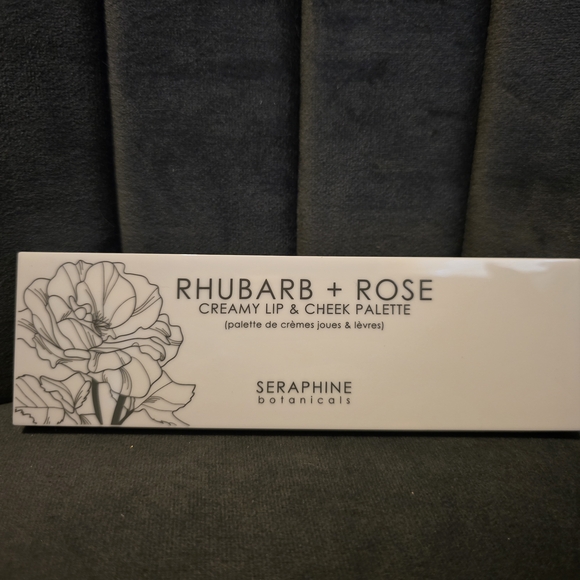 RHUBARB + ROSE
CREAMY LIP & CHEEK PALETTE
(palette de crèmes joues & lèvres)
SERAPHINE
botanicals